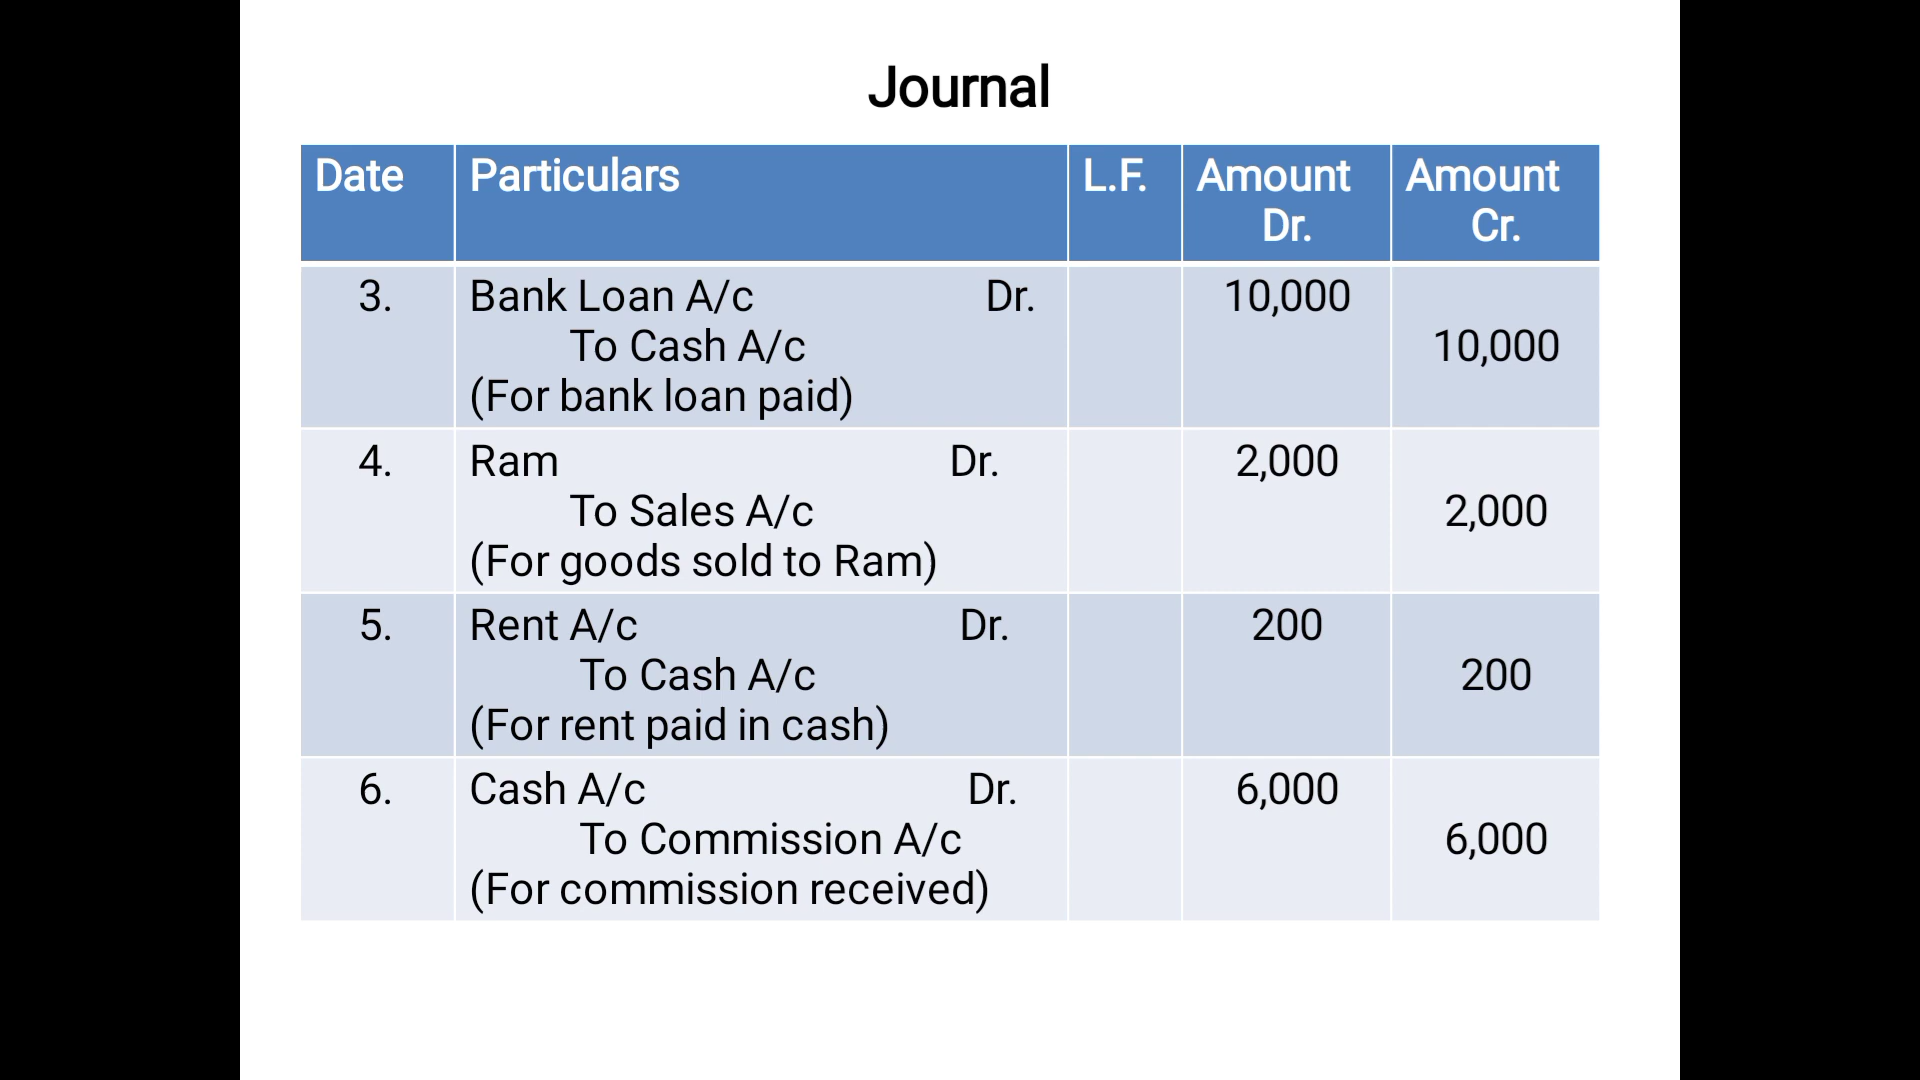 Journal
Date Particulars L.F. Amount Dr. Amount Cr.
3. Bank Loan A/c Dr. 10,000
To Cash A/c 10,000
(For bank loan paid)
4. Ram Dr. 2,000
To Sales A/c 2,000
(For goods sold to Ram)
5. Rent A/c Dr. 200
To Cash A/c 200
(For rent paid in cash)
6. Cash A/c Dr. 6,000
To Commission A/c 6,000
(For commission received)